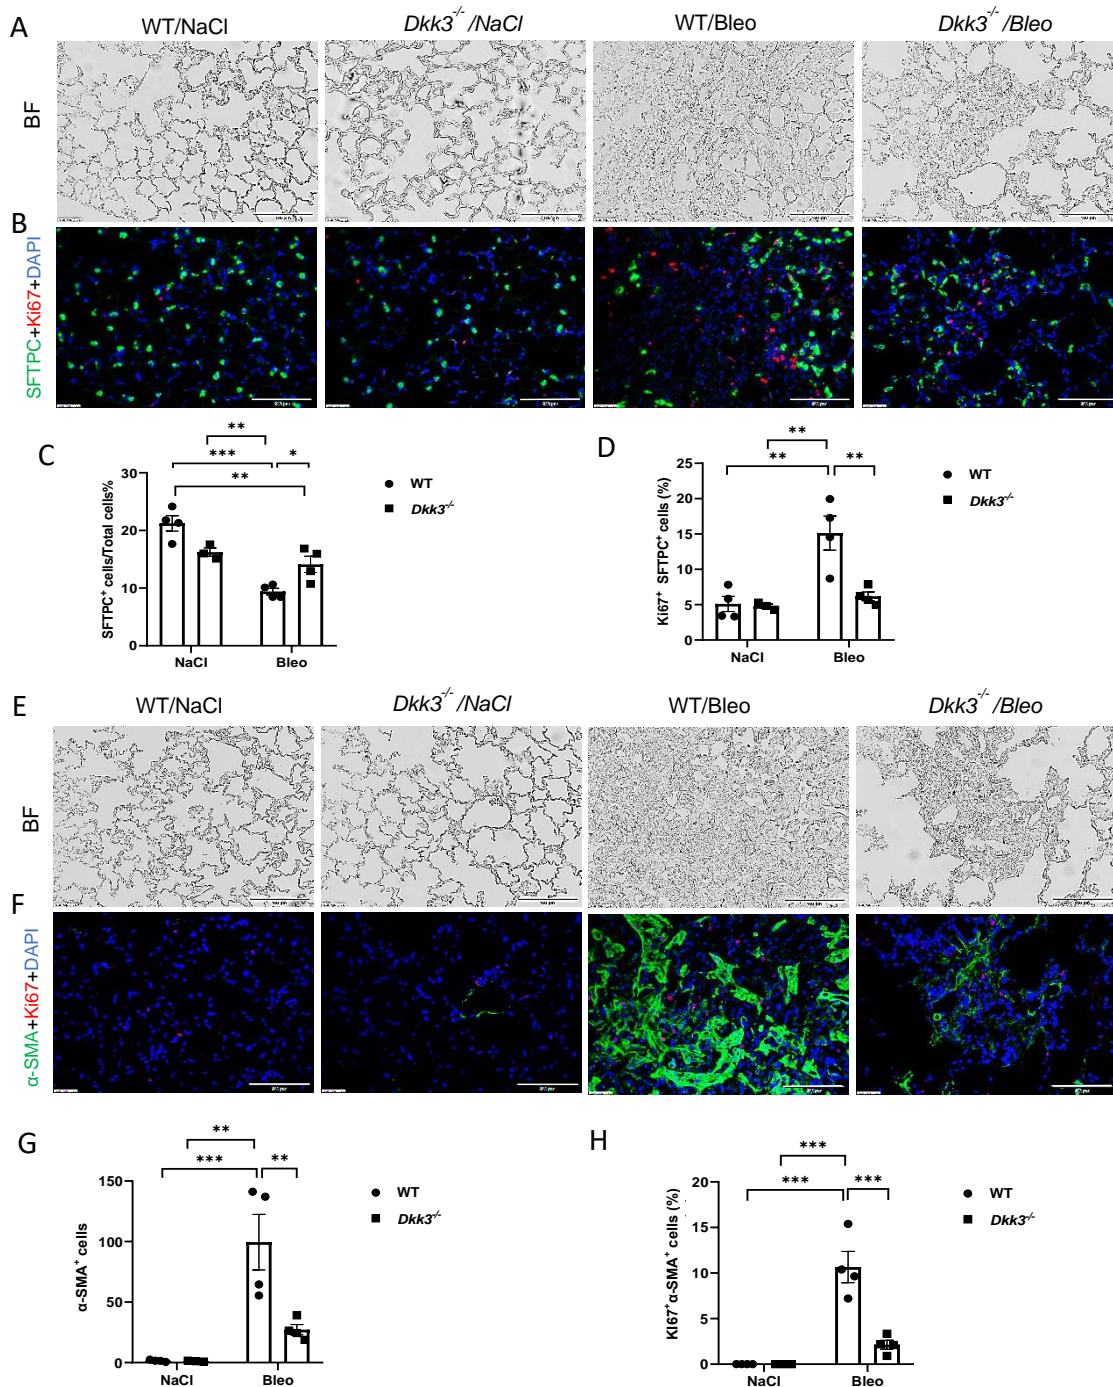 A
WT/NaCl
Dkk3-/- /NaCl
WT/Bleo
Dkk3-/- /Bleo
BF
B
SFTPC+Ki67+DAPI
C
** 
***
*
**
30
20
10
0
SFTPC+ cells/Total cells%
NaCl
Bleo
WT
Dkk3-/-
D
**
**
**
25
20
15
10
5
0
Ki67+ SFTPC+ cells (%)
NaCl
Bleo
WT
Dkk3-/-
E
WT/NaCl
Dkk3-/- /NaCl
WT/Bleo
Dkk3-/- /Bleo
BF
F
α-SMA+Ki67+DAPI
G
**
***
**
150
100
50
0
α-SMA+ cells
NaCl
Bleo
WT
Dkk3-/-
H
***
***
***
20
15
10
5
0
KI67+α-SMA+ cells (%)
NaCl
Bleo
WT
Dkk3-/-